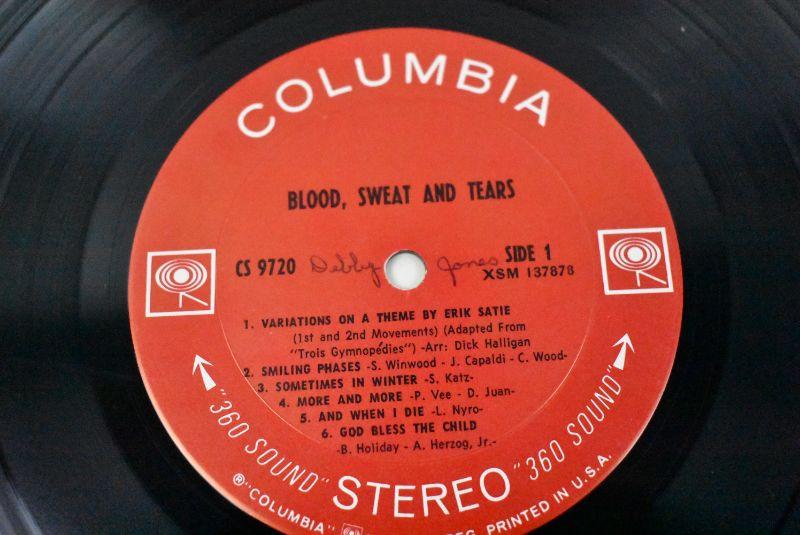 COLUMBIA
BLOOD, SWEAT AND TEARS
CS 9720 Debby Jones SIDE 1
XSM 137878
1. VARIATIONS ON A THEME BY ERIK SATIE
(1st and 2nd Movements) (Adapted From
"Trois Gymnopédies") -Arr: Dick Halligan
2. SMILING PHASES -S. Winwood - J. Capaldi - C. Wood-
3. SOMETIMES IN WINTER -S. Katz-
4. MORE AND MORE -P. Vee - D. Juan-
5. AND WHEN I DIE -L. Nyro-
6. GOD BLESS THE CHILD
-B. Holiday - A. Herzog, Jr.-
"360 SOUND" STEREO "360 SOUND"
℗"COLUMBIA" REG. PRINTED IN U.S.A.